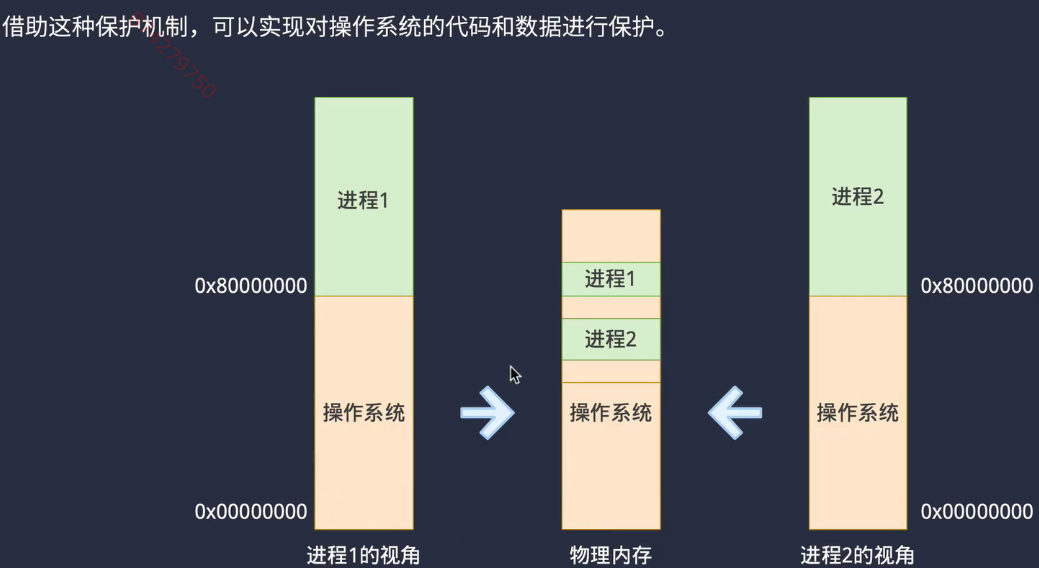 借助这种保护机制，可以实现对操作系统的代码和数据进行保护。
进程1
进程2
进程1
0x80000000
0x80000000
进程2
操作系统
操作系统
操作系统
0x00000000
0x00000000
进程1的视角
物理内存
进程2的视角